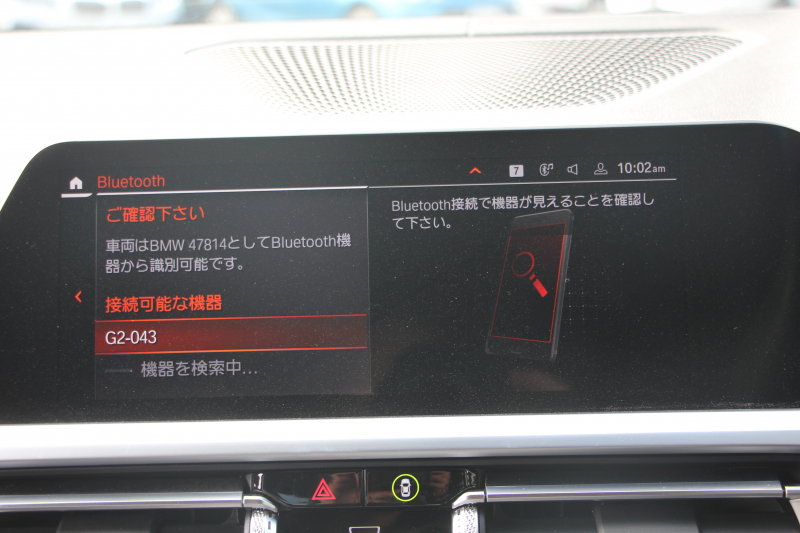 Bluetooth
7
10:02am
ご確認下さい
車両はBMW 47814としてBluetooth機
器から識別可能です。
接続可能な機器
G2-043
機器を検索中...
Bluetooth接続で機器が見えることを確認し
て下さい。